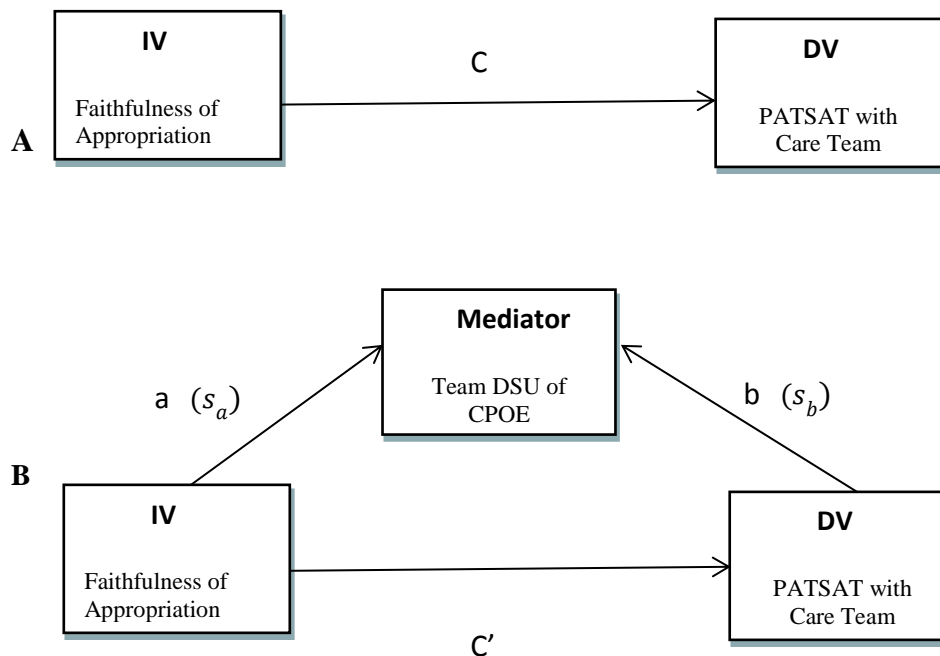 IV
Faithfulness of
Appropriation
C
DV
PATSAT with
Care Team
A
Mediator
Team DSU of
CPOE
a (sₐ)
b (s_b)
B
IV
Faithfulness of
Appropriation
DV
PATSAT with
Care Team
C’